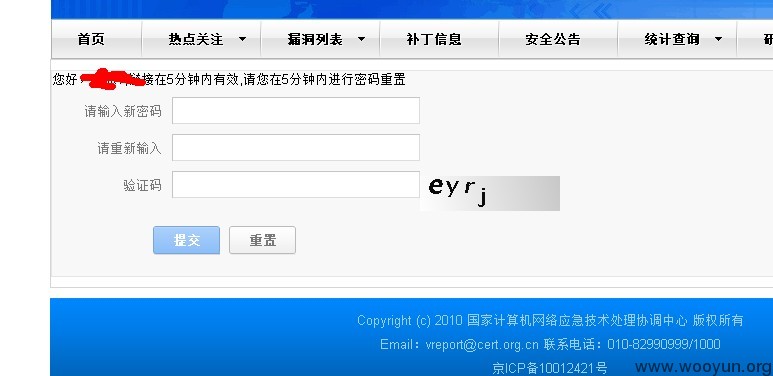 首页 热点关注 漏洞列表 补丁信息 安全公告 统计查询 研
您好 链接在5分钟内有效,请您在5分钟内进行密码重置
请输入新密码
请重新输入
验证码 eyrj
提交 重置
Copyright (c) 2010 国家计算机网络应急技术处理协调中心 版权所有
Email：vreport@cert.org.cn 联系电话：010-82990999/1000
京ICP备10012421号 www.wooyun.org